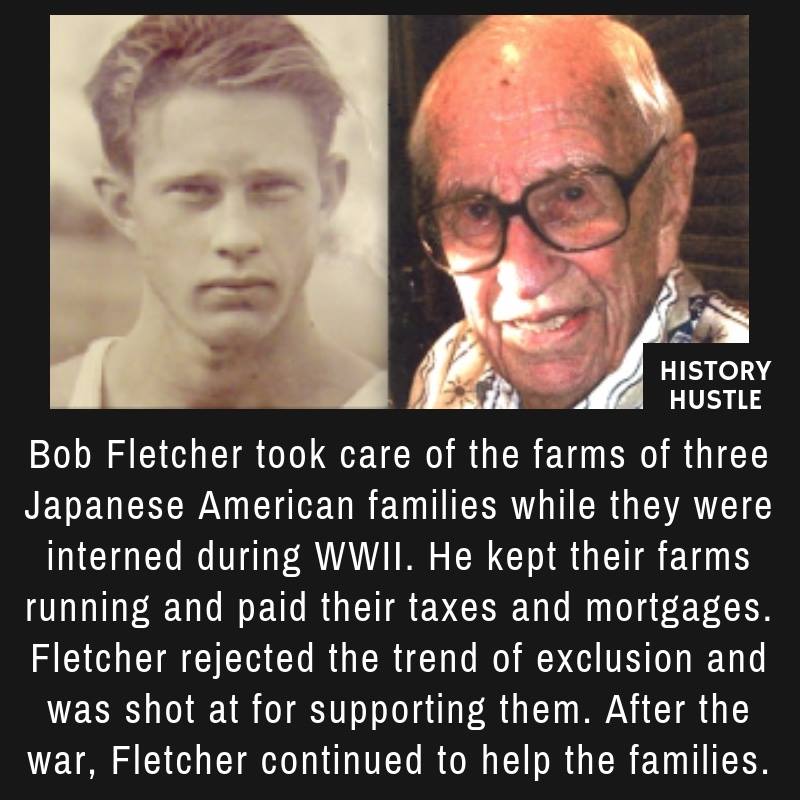 HISTORY
HUSTLE
Bob Fletcher took care of the farms of three
Japanese American families while they were
interned during WWII. He kept their farms
running and paid their taxes and mortgages.
Fletcher rejected the trend of exclusion and
was shot at for supporting them. After the
war, Fletcher continued to help the families.